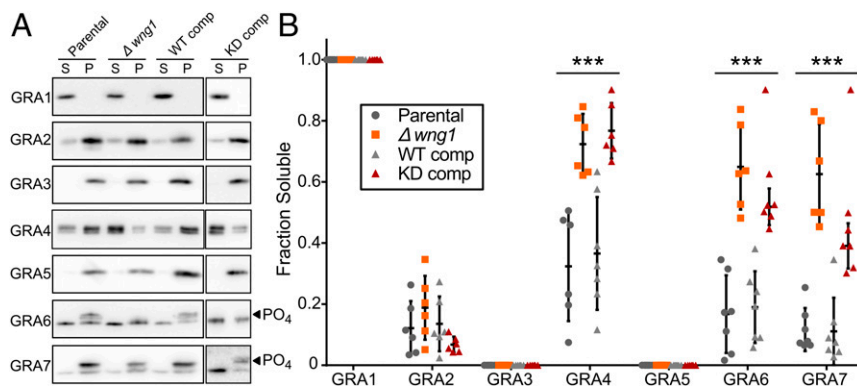 A
Parental Δwng1 WT comp KD comp
S P S P S P S P
GRA1
GRA2
GRA3
GRA4
GRA5
GRA6 PO4
GRA7 PO4
B
*** *** ***
Fraction Soluble
1.0
0.8
0.6
0.4
0.2
0
Parental
Δwng1
WT comp
KD comp
GRA1 GRA2 GRA3 GRA4 GRA5 GRA6 GRA7